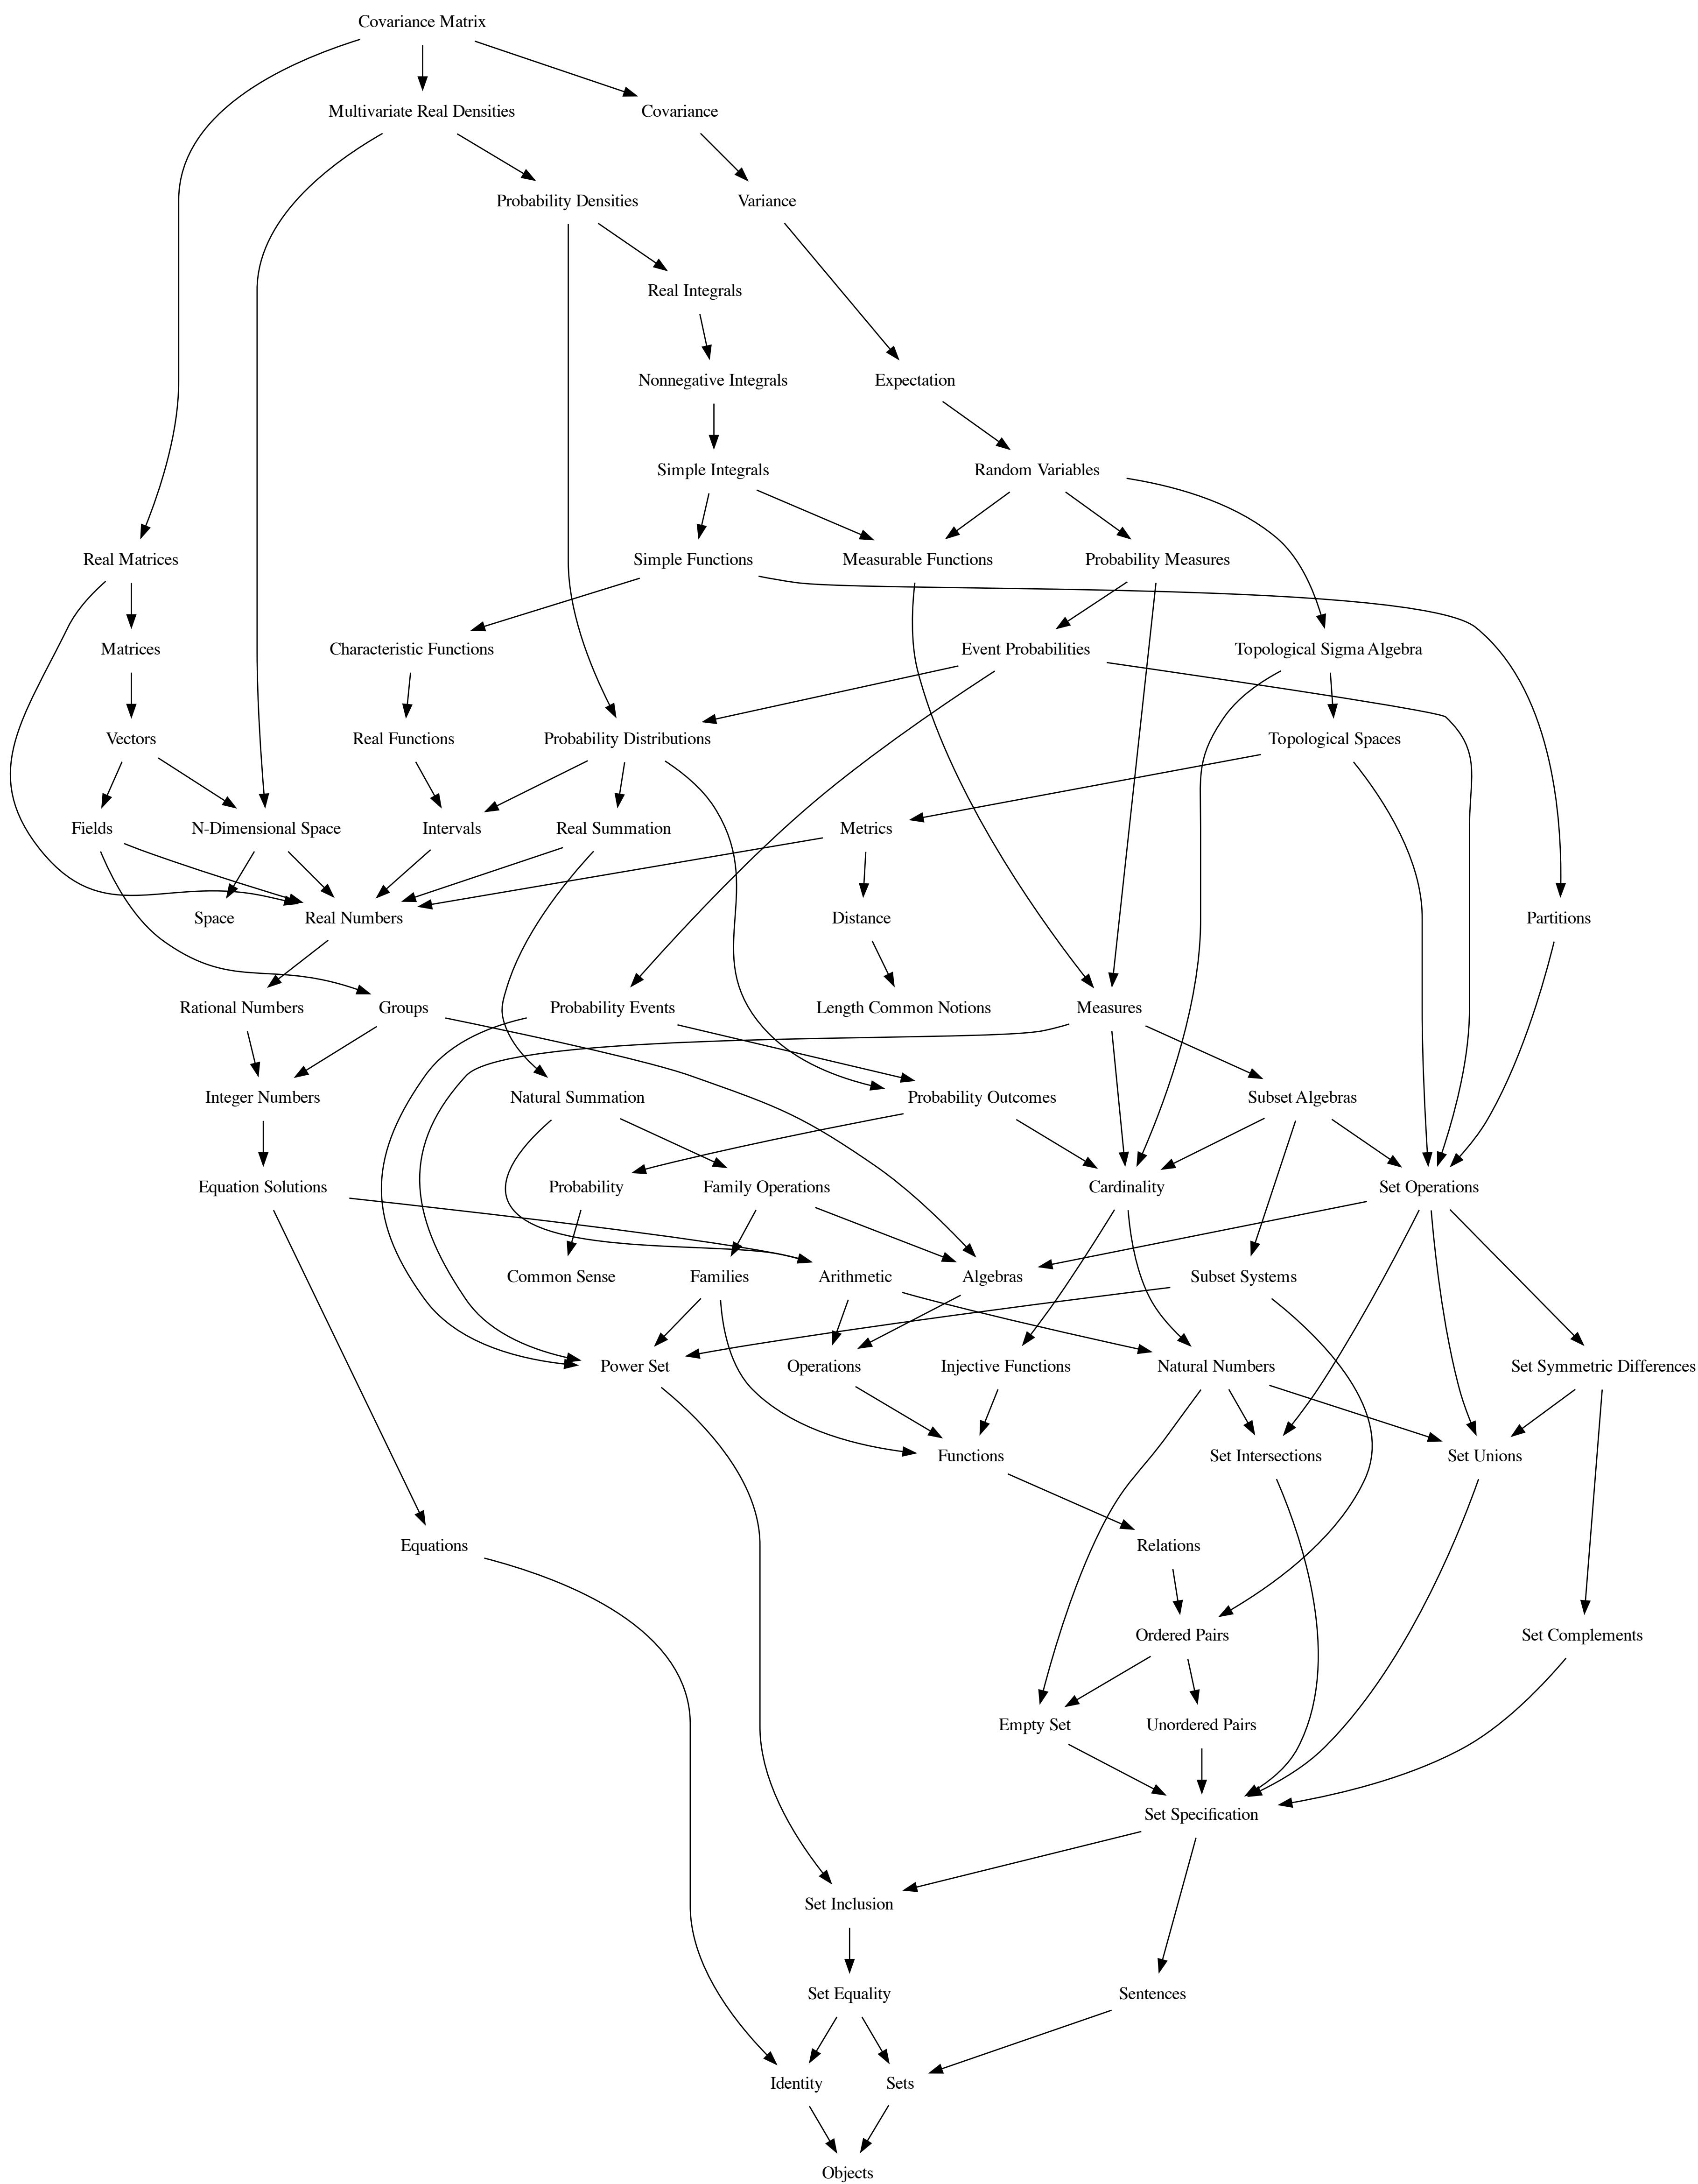 Covariance Matrix
Multivariate Real Densities
Covariance
Probability Densities
Variance
Real Integrals
Nonnegative Integrals
Expectation
Simple Integrals
Random Variables
Real Matrices
Simple Functions
Measurable Functions
Probability Measures
Matrices
Characteristic Functions
Event Probabilities
Topological Sigma Algebra
Vectors
Real Functions
Probability Distributions
Topological Spaces
Fields
N-Dimensional Space
Intervals
Real Summation
Metrics
Space
Real Numbers
Distance
Partitions
Rational Numbers
Groups
Probability Events
Length Common Notions
Measures
Integer Numbers
Natural Summation
Probability Outcomes
Subset Algebras
Equation Solutions
Probability
Family Operations
Cardinality
Set Operations
Common Sense
Families
Arithmetic
Algebras
Subset Systems
Power Set
Operations
Injective Functions
Natural Numbers
Set Symmetric Differences
Functions
Set Intersections
Set Unions
Equations
Relations
Ordered Pairs
Set Complements
Empty Set
Unordered Pairs
Set Specification
Set Inclusion
Set Equality
Sentences
Identity
Sets
Objects